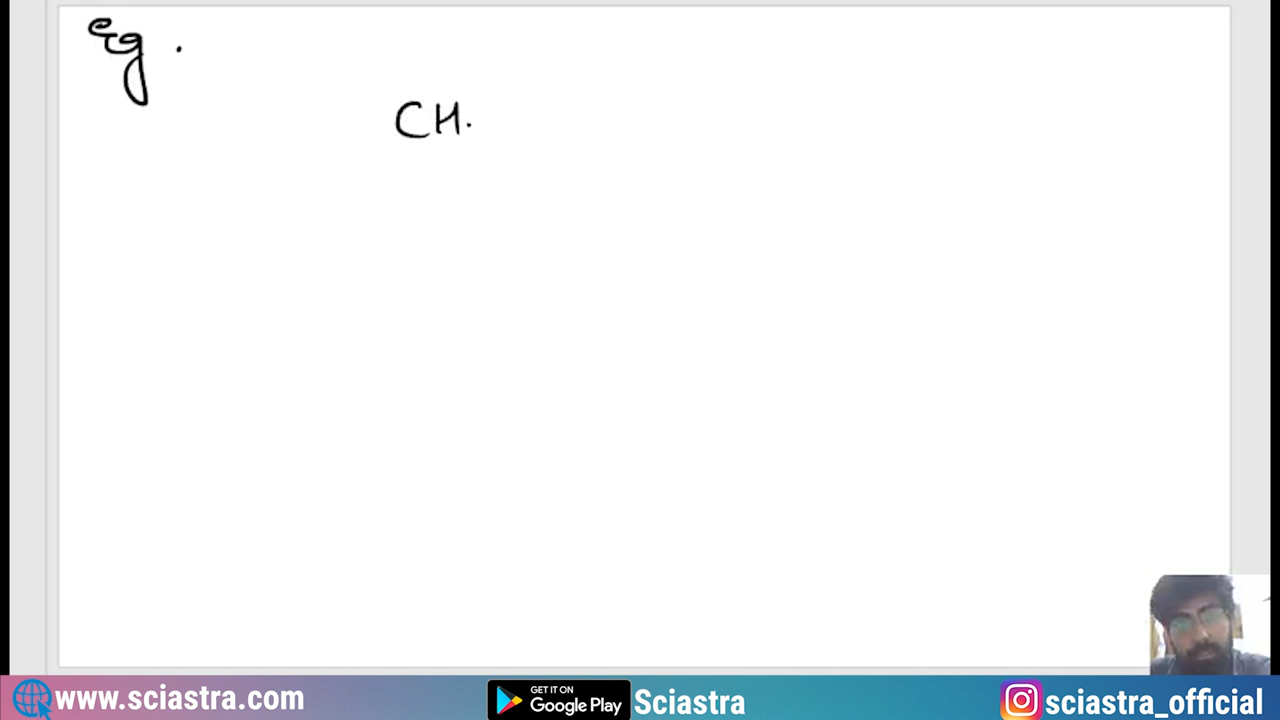 Eg.
CH.
www.sciastra.com
GET IT ON
Google Play
Sciastra
sciastra_official